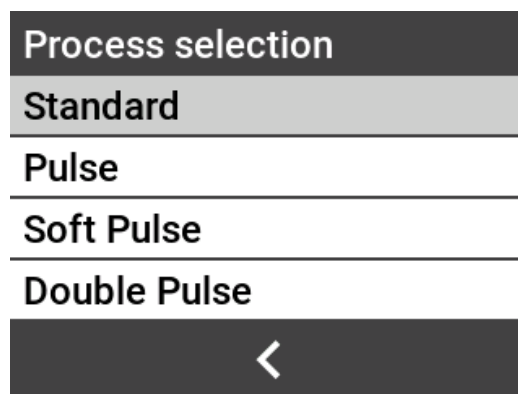 Process selection
Standard
Pulse
Soft Pulse
Double Pulse